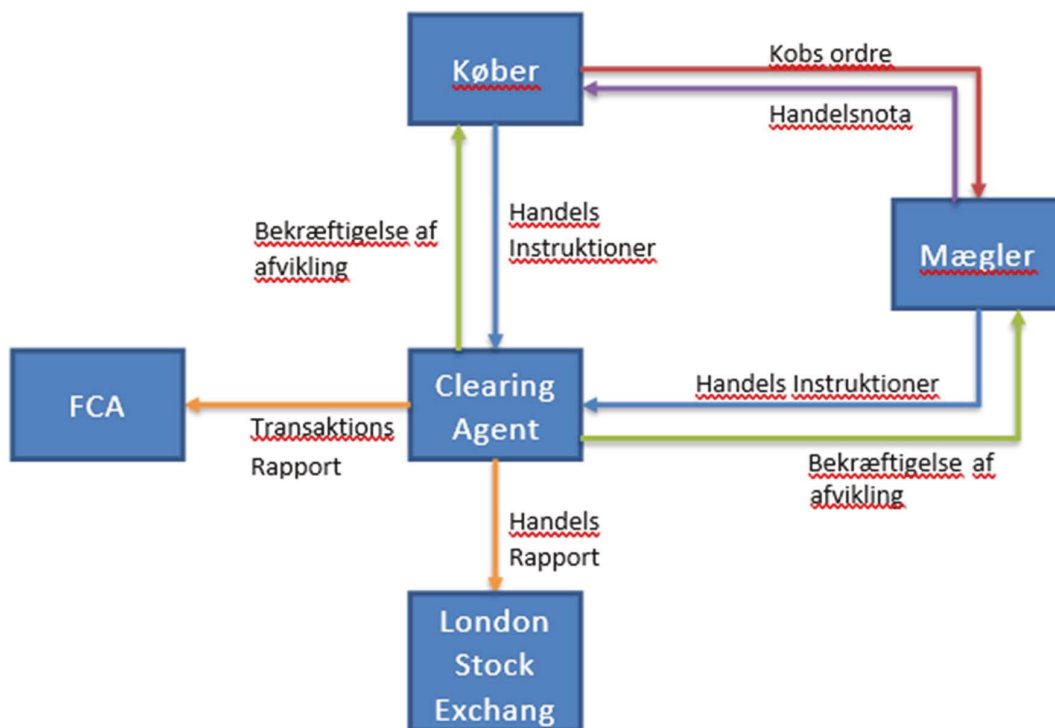 Køber
Kobs ordre
Handelsnota
Handels
Instruktioner
Bekræftigelse af
afvikling
Mægler
FCA
Clearing
Agent
Handels Instruktioner
Transaktions
Rapport
Bekræftigelse af
afvikling
Handels
Rapport
London
Stock
Exchang